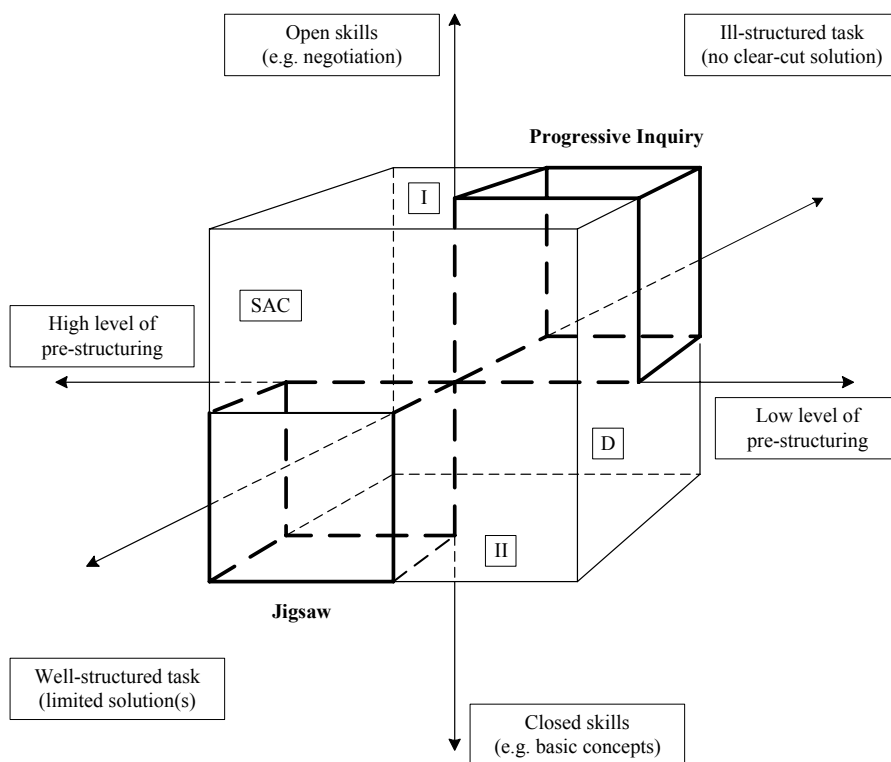 Open skills
(e.g. negotiation)
Ill-structured task
(no clear-cut solution)
Progressive Inquiry
I
SAC
High level of
pre-structuring
Low level of
pre-structuring
D
II
Jigsaw
Well-structured task
(limited solution(s)
Closed skills
(e.g. basic concepts)